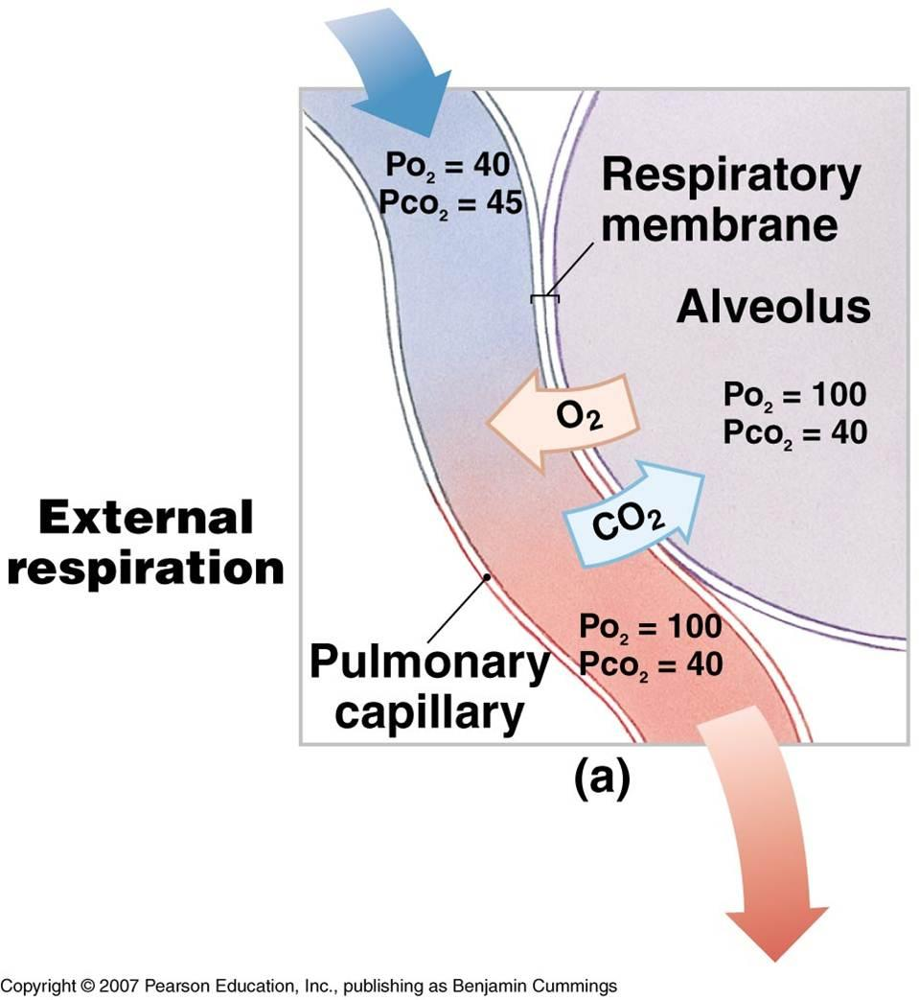 Po₂ = 40
Pco₂ = 45
Respiratory
membrane
Alveolus
Po₂ = 100
Pco₂ = 40
O₂
CO₂
External
respiration
Po₂ = 100
Pco₂ = 40
Pulmonary
capillary
(a)
Copyright © 2007 Pearson Education, Inc., publishing as Benjamin Cummings